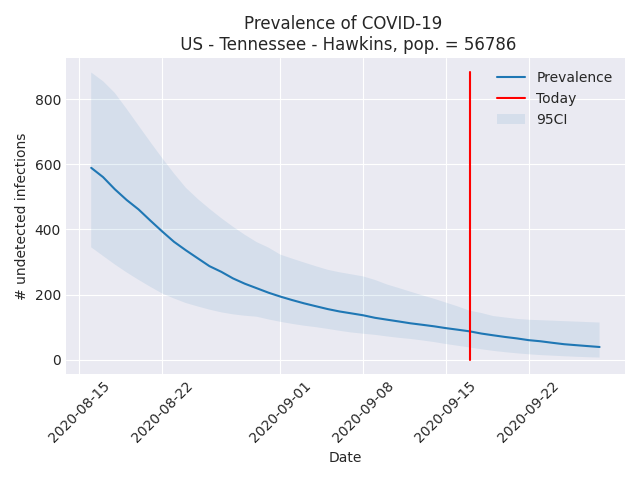 Prevalence of COVID-19
US - Tennessee - Hawkins, pop. = 56786
Prevalence
Today
95CI
800
600
400
200
0
# undetected infections
2020-08-15
2020-08-22
2020-09-01
2020-09-08
2020-09-15
2020-09-22
Date